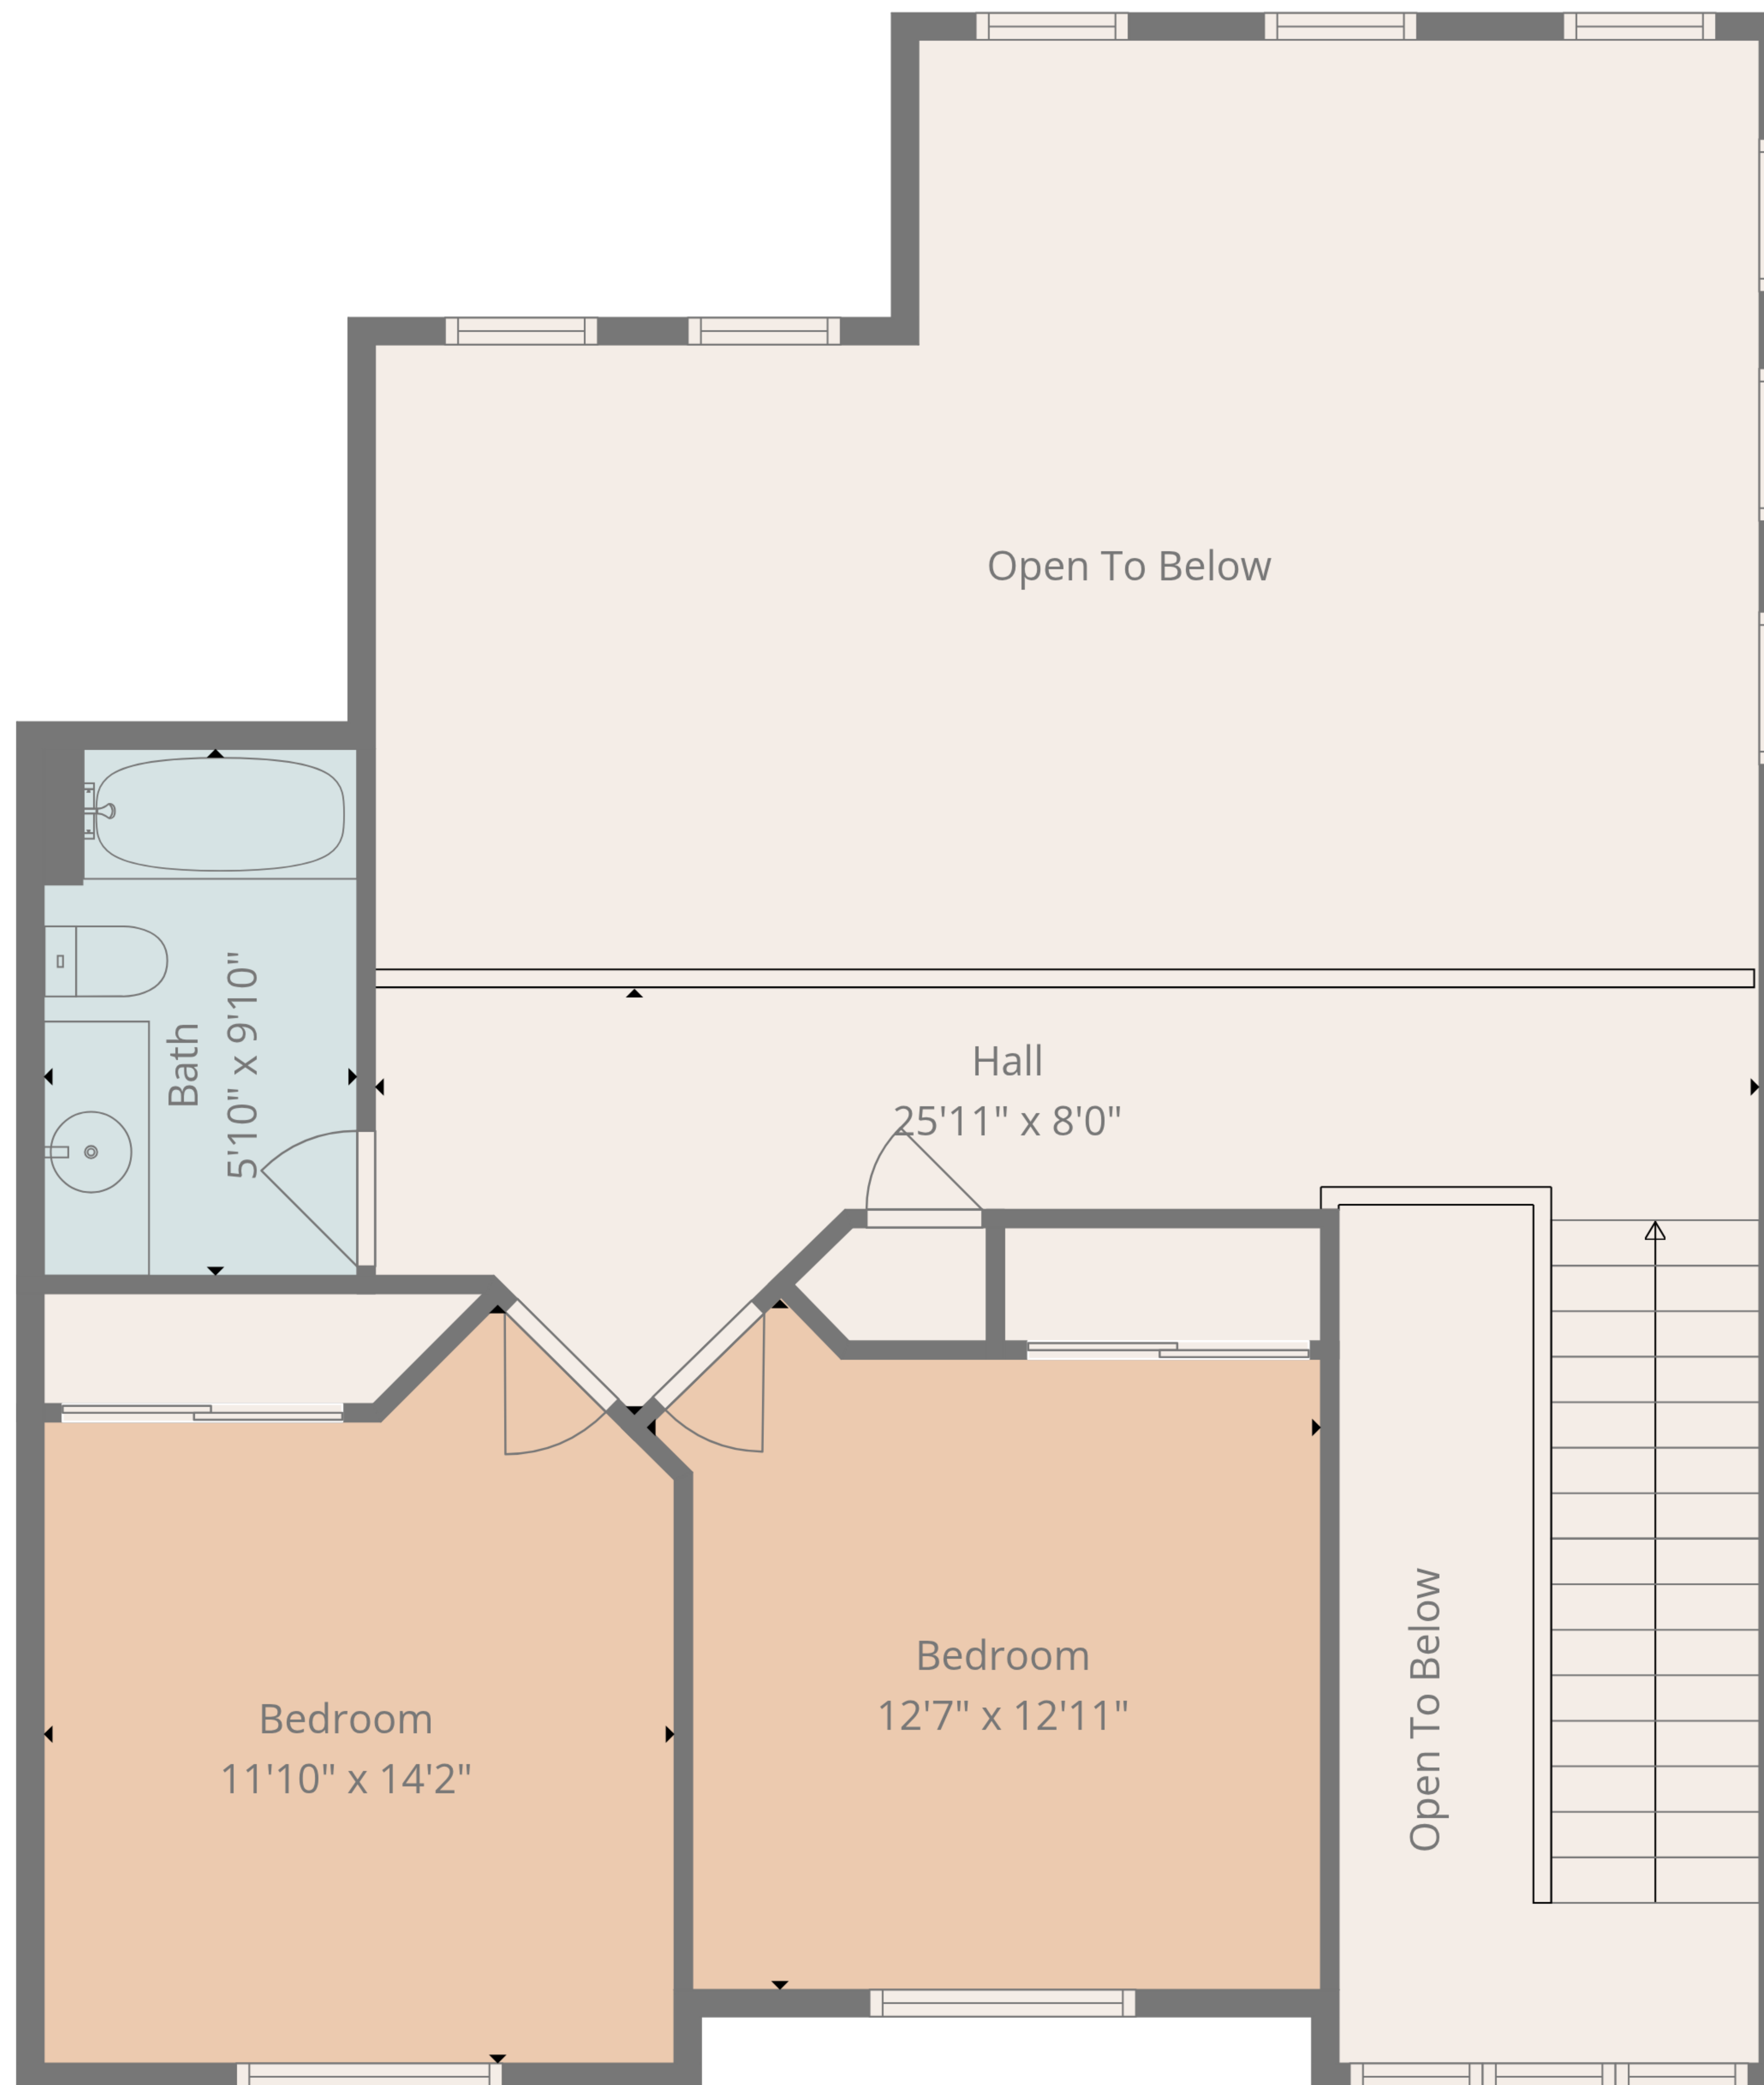 Open To Below
Hall
25'11" x 8'0"
Bath
5'10" x 9'10"
Bedroom
12'7" x 12'11"
Bedroom
11'10" x 14'2"
Open To Below